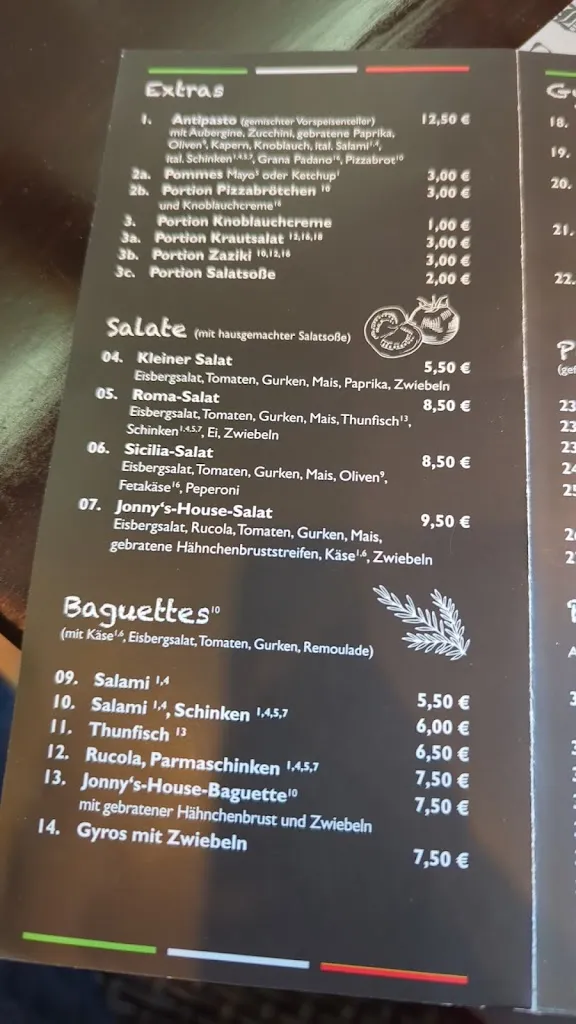 Extras
1. Antipasto (gemischter Vorspeisenteller) 12,50 €
mit Aubergine, Zucchini, gebratene Paprika,
Oliven⁹, Kapern, Knoblauch, ital. Salami¹,⁴,
ital. Schinken¹,⁴,⁵,⁷, Grana Padano¹⁶, Pizzabrot¹⁰
2a. Pommes Mayo⁵ oder Ketchup¹ 3,00 €
2b. Portion Pizzabrötchen ¹⁰ 3,00 €
und Knoblauchcreme¹⁶
3. Portion Knoblauchcreme 1,00 €
3a. Portion Krautsalat 3,00 €
3b. Portion Zaziki 3,00 €
3c. Portion Salatsoße 2,00 €
Salate (mit hausgemachter Salatsoße)
04. Kleiner Salat 5,50 €
Eisbergsalat, Tomaten, Gurken, Mais, Paprika, Zwiebeln
05. Roma-Salat 8,50 €
Eisbergsalat, Tomaten, Gurken, Mais, Thunfisch¹³,
Schinken¹,⁴,⁵,⁷, Ei, Zwiebeln
06. Sicilia-Salat 8,50 €
Eisbergsalat, Tomaten, Gurken, Mais, Oliven⁹,
Fetakäse¹⁶, Peperoni
07. Jonny‘s-House-Salat 9,50 €
Eisbergsalat, Rucola, Tomaten, Gurken, Mais,
gebratene Hähnchenbruststreifen, Käse¹,⁶, Zwiebeln
Baguettes¹⁰
(mit Käse¹,⁶, Eisbergsalat, Tomaten, Gurken, Remoulade)
09. Salami ¹,⁴ 5,50 €
10. Salami ¹,⁴, Schinken ¹,⁴,⁵,⁷ 6,00 €
11. Thunfisch ¹³ 6,50 €
12. Rucola, Parmaschinken ¹,⁴,⁵,⁷ 7,50 €
13. Jonny‘s-House-Baguette¹⁰ 7,50 €
mit gebratener Hähnchenbrust und Zwiebeln
14. Gyros mit Zwiebeln 7,50 €
18.
19.
20.
21.
22.
23
23
23
24